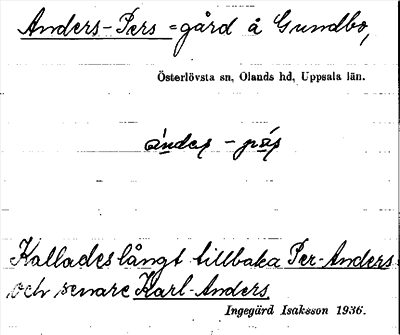 Anders-Pers =gård å Gundbo,
Österlövsta sn, Olands hd, Uppsala län.
Kallades långt tillbaka Per-Anders
och senare Karl-Anders
Ingegärd Isaksson 1936.